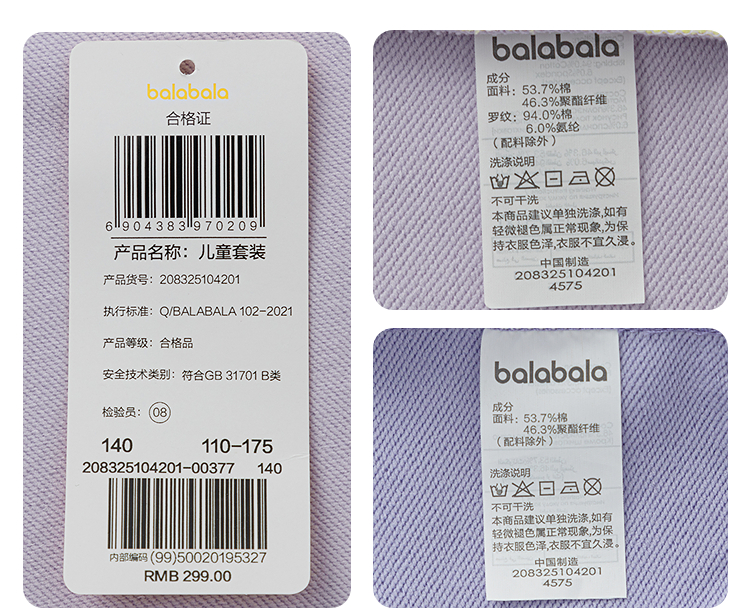 balabala
合格证
6 904383 970209
产品名称：儿童套装
产品货号：208325104201
执行标准：Q/BALABALA 102-2021
产品等级：合格品
安全技术类别：符合GB 31701 B类
检验员：08
140 110-175
208325104201-00377 140
内部编码 (99)50020195327
RMB 299.00
balabala
成分
面料：53.7%棉
46.3%聚酯纤维
罗纹：94.0%棉
6.0%氨纶
（配料除外）
洗涤说明
不可干洗
本商品建议单独洗涤,如有
轻微褪色属正常现象,为保
持衣服色泽,衣服不宜久浸。
中国制造
208325104201
4575
balabala
成分
面料：53.7%棉
46.3%聚酯纤维
（配料除外）
洗涤说明
不可干洗
本商品建议单独洗涤,如有
轻微褪色属正常现象,为保
持衣服色泽,衣服不宜久浸。
中国制造
208325104201
4575